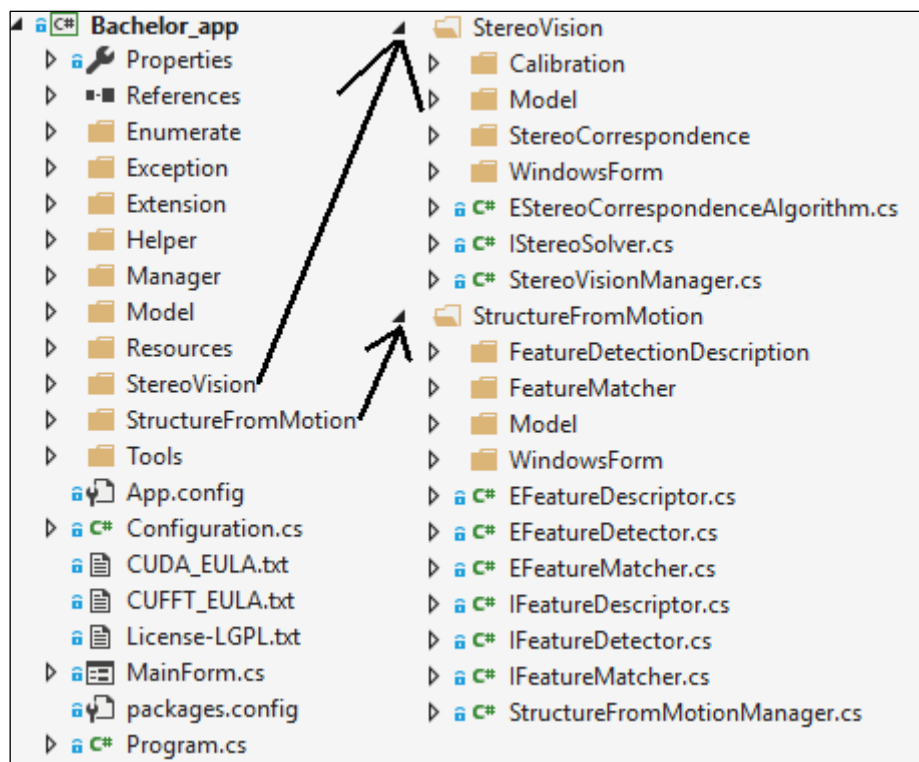 Bachelor_app
Properties
References
Enumerate
Exception
Extension
Helper
Manager
Model
Resources
StereoVision
StructureFromMotion
Tools
App.config
C# Configuration.cs
CUDA_EULA.txt
CUFFT_EULA.txt
License-LGPL.txt
MainForm.cs
packages.config
C# Program.cs
StereoVision
Calibration
Model
StereoCorrespondence
WindowsForm
C# EStereoCorrespondenceAlgorithm.cs
C# IStereoSolver.cs
C# StereoVisionManager.cs
StructureFromMotion
FeatureDetectionDescription
FeatureMatcher
Model
WindowsForm
C# EFeatureDescriptor.cs
C# EFeatureDetector.cs
C# EFeatureMatcher.cs
C# IFeatureDescriptor.cs
C# IFeatureDetector.cs
C# IFeatureMatcher.cs
C# StructureFromMotionManager.cs